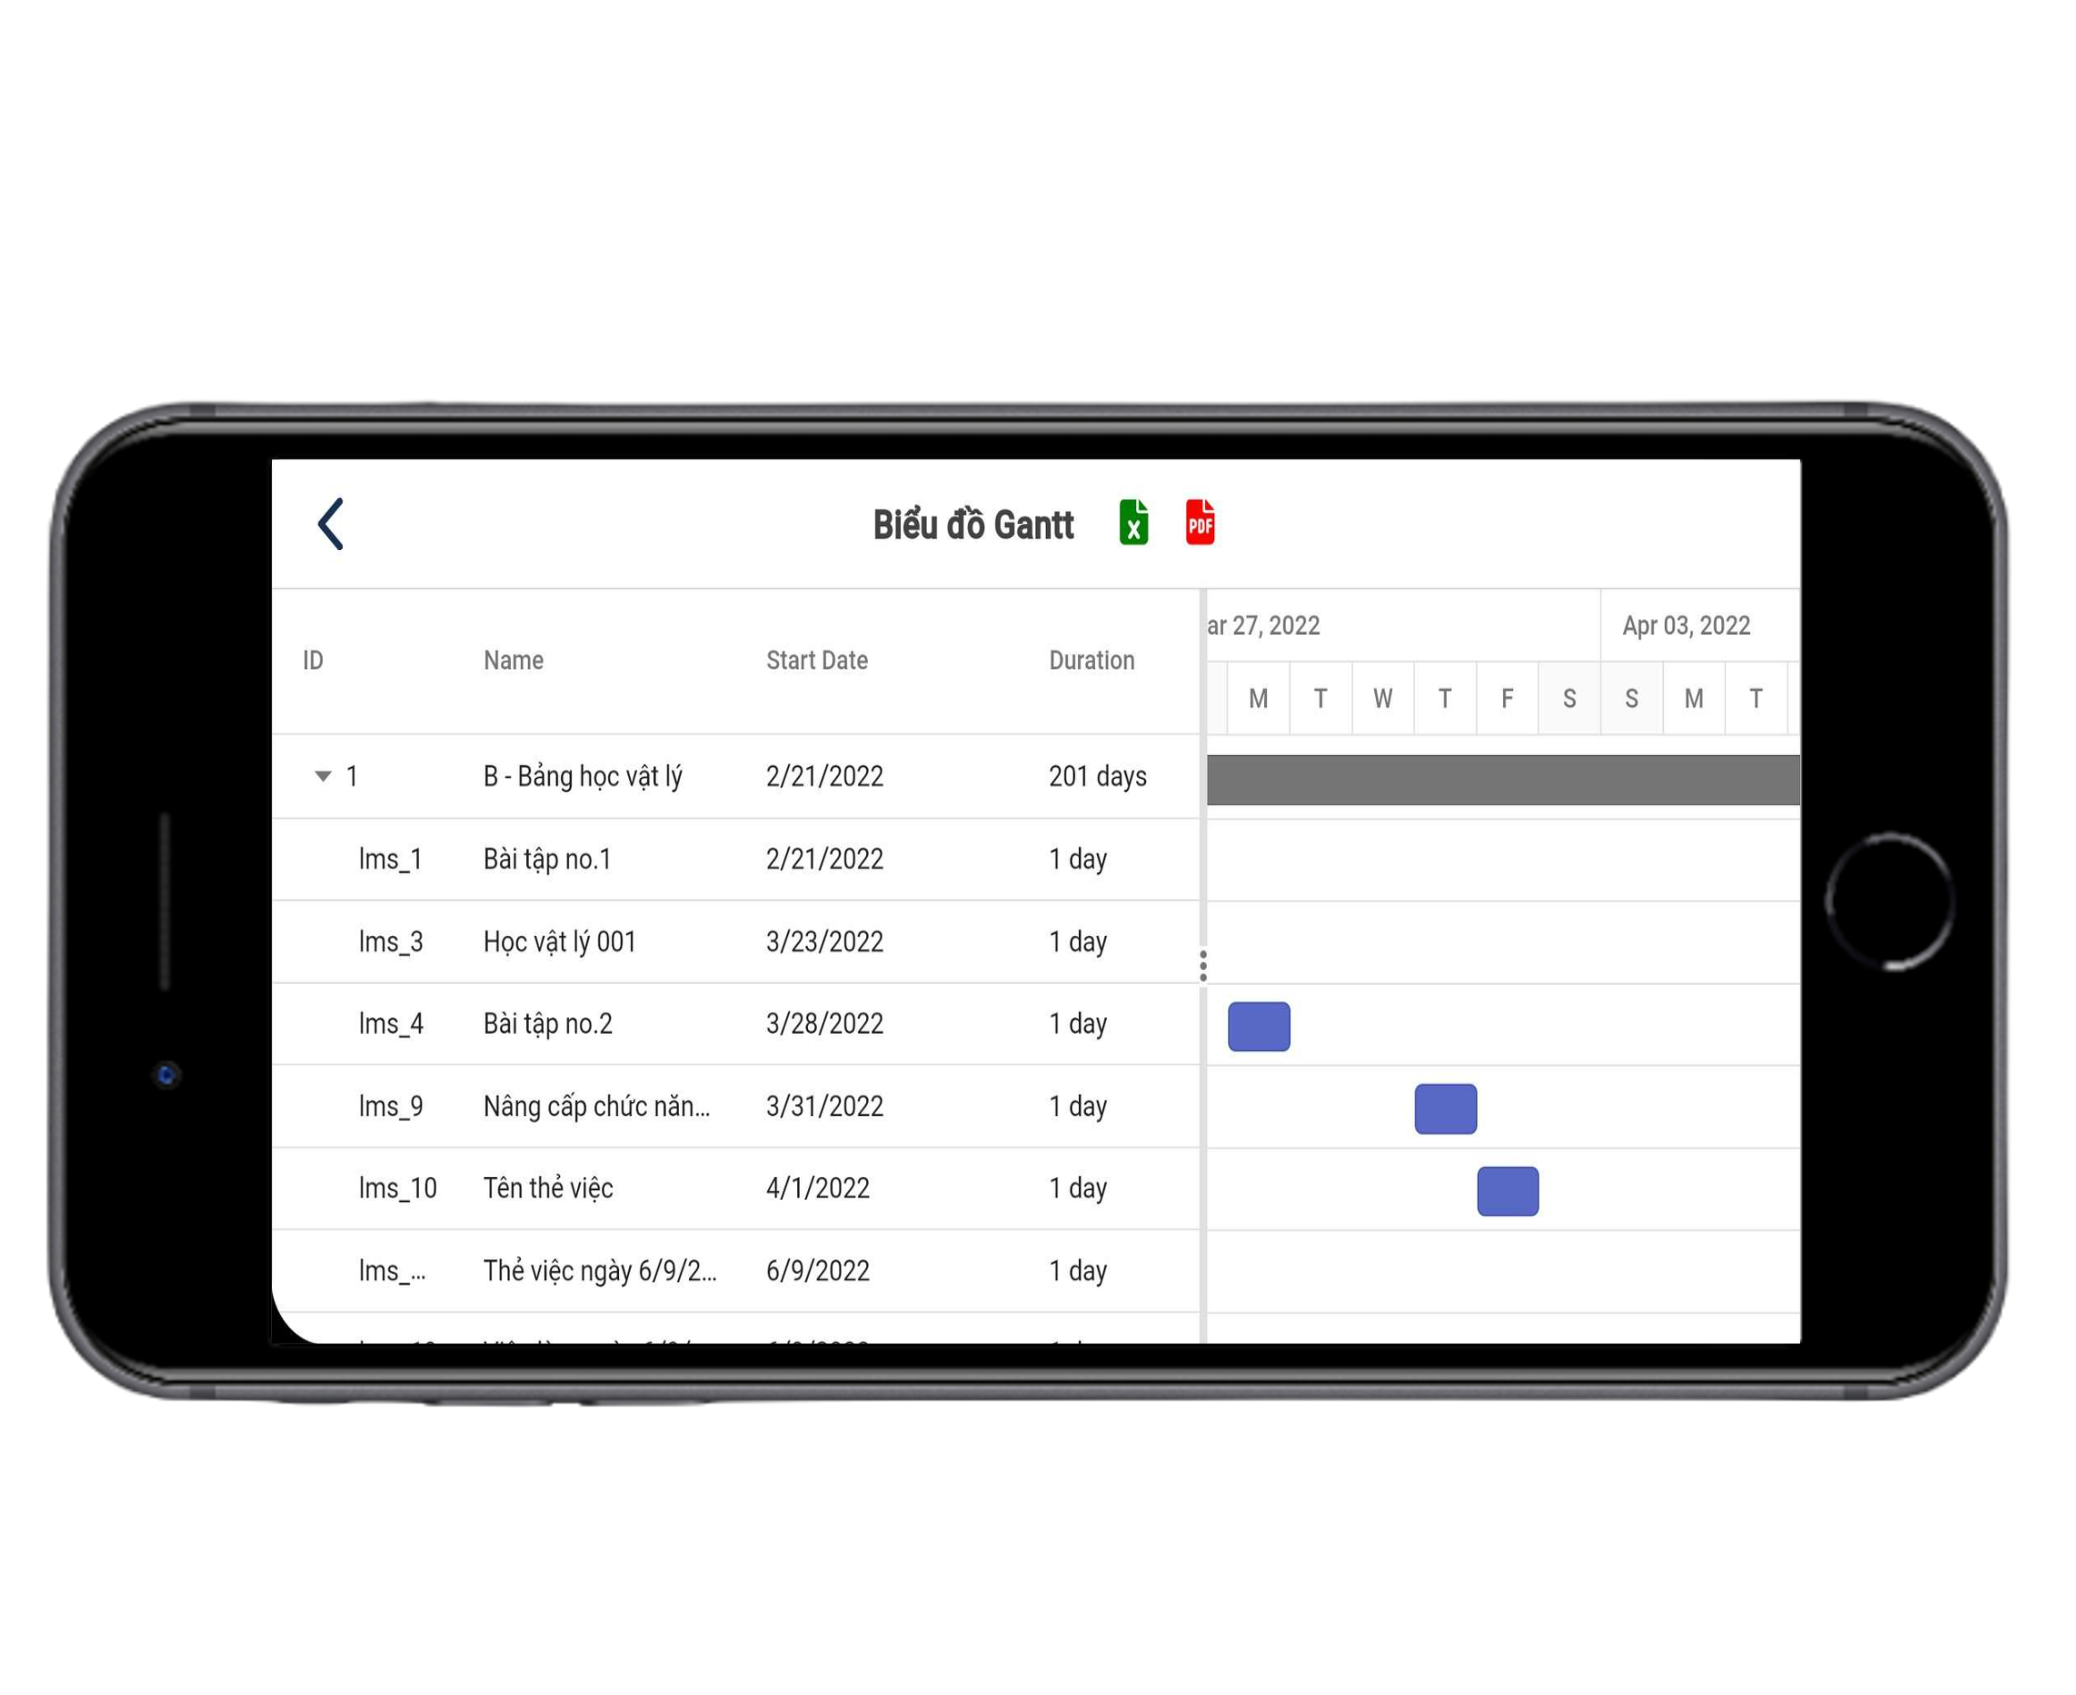 Biểu đồ Gantt
PDF
ID Name Start Date Duration
ar 27, 2022 Apr 03, 2022
M T W T F S S M T
1 B - Bảng học vật lý 2/21/2022 201 days
lms_1 Bài tập no.1 2/21/2022 1 day
lms_3 Học vật lý 001 3/23/2022 1 day
lms_4 Bài tập no.2 3/28/2022 1 day
lms_9 Nâng cấp chức năn... 3/31/2022 1 day
lms_10 Tên thẻ việc 4/1/2022 1 day
lms_... Thẻ việc ngày 6/9/2... 6/9/2022 1 day